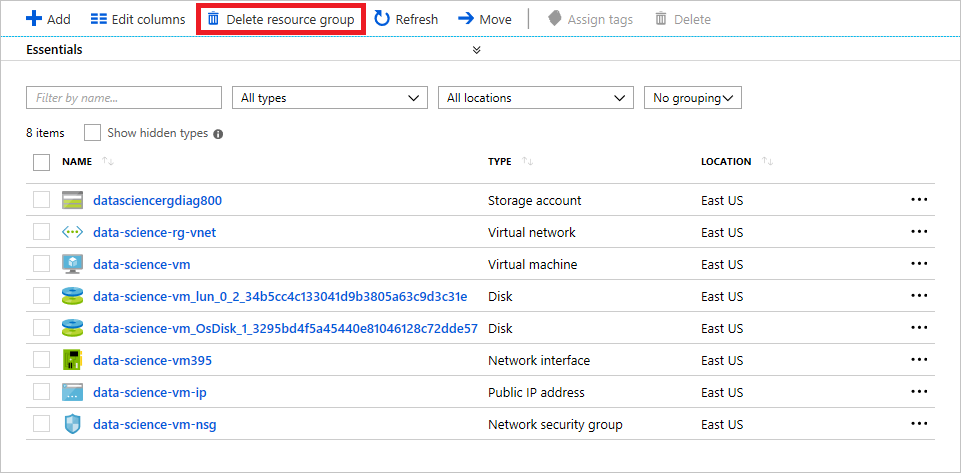 Add Edit columns Delete resource group Refresh Move Assign tags Delete
Essentials
Filter by name... All types All locations No grouping
8 items Show hidden types
NAME TYPE LOCATION
datasciencergdiag800 Storage account East US
data-science-rg-vnet Virtual network East US
data-science-vm Virtual machine East US
data-science-vm_lun_0_2_34b5cc4c133041d9b3805a63c9d3c31e Disk East US
data-science-vm_OsDisk_1_3295bd4f5a45440e81046128c72dde57 Disk East US
data-science-vm395 Network interface East US
data-science-vm-ip Public IP address East US
data-science-vm-nsg Network security group East US